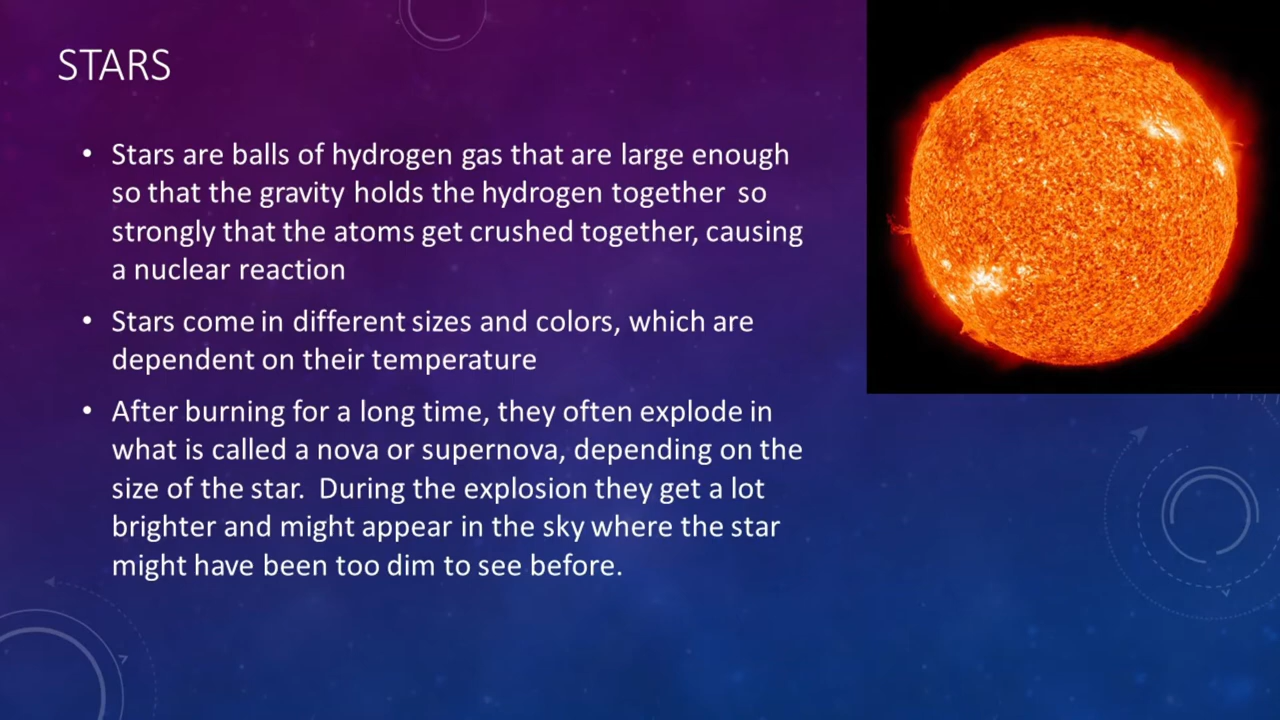 STARS
• Stars are balls of hydrogen gas that are large enough
so that the gravity holds the hydrogen together  so
strongly that the atoms get crushed together, causing
a nuclear reaction
• Stars come in different sizes and colors, which are
dependent on their temperature
• After burning for a long time, they often explode in
what is called a nova or supernova, depending on the
size of the star.  During the explosion they get a lot
brighter and might appear in the sky where the star
might have been too dim to see before.